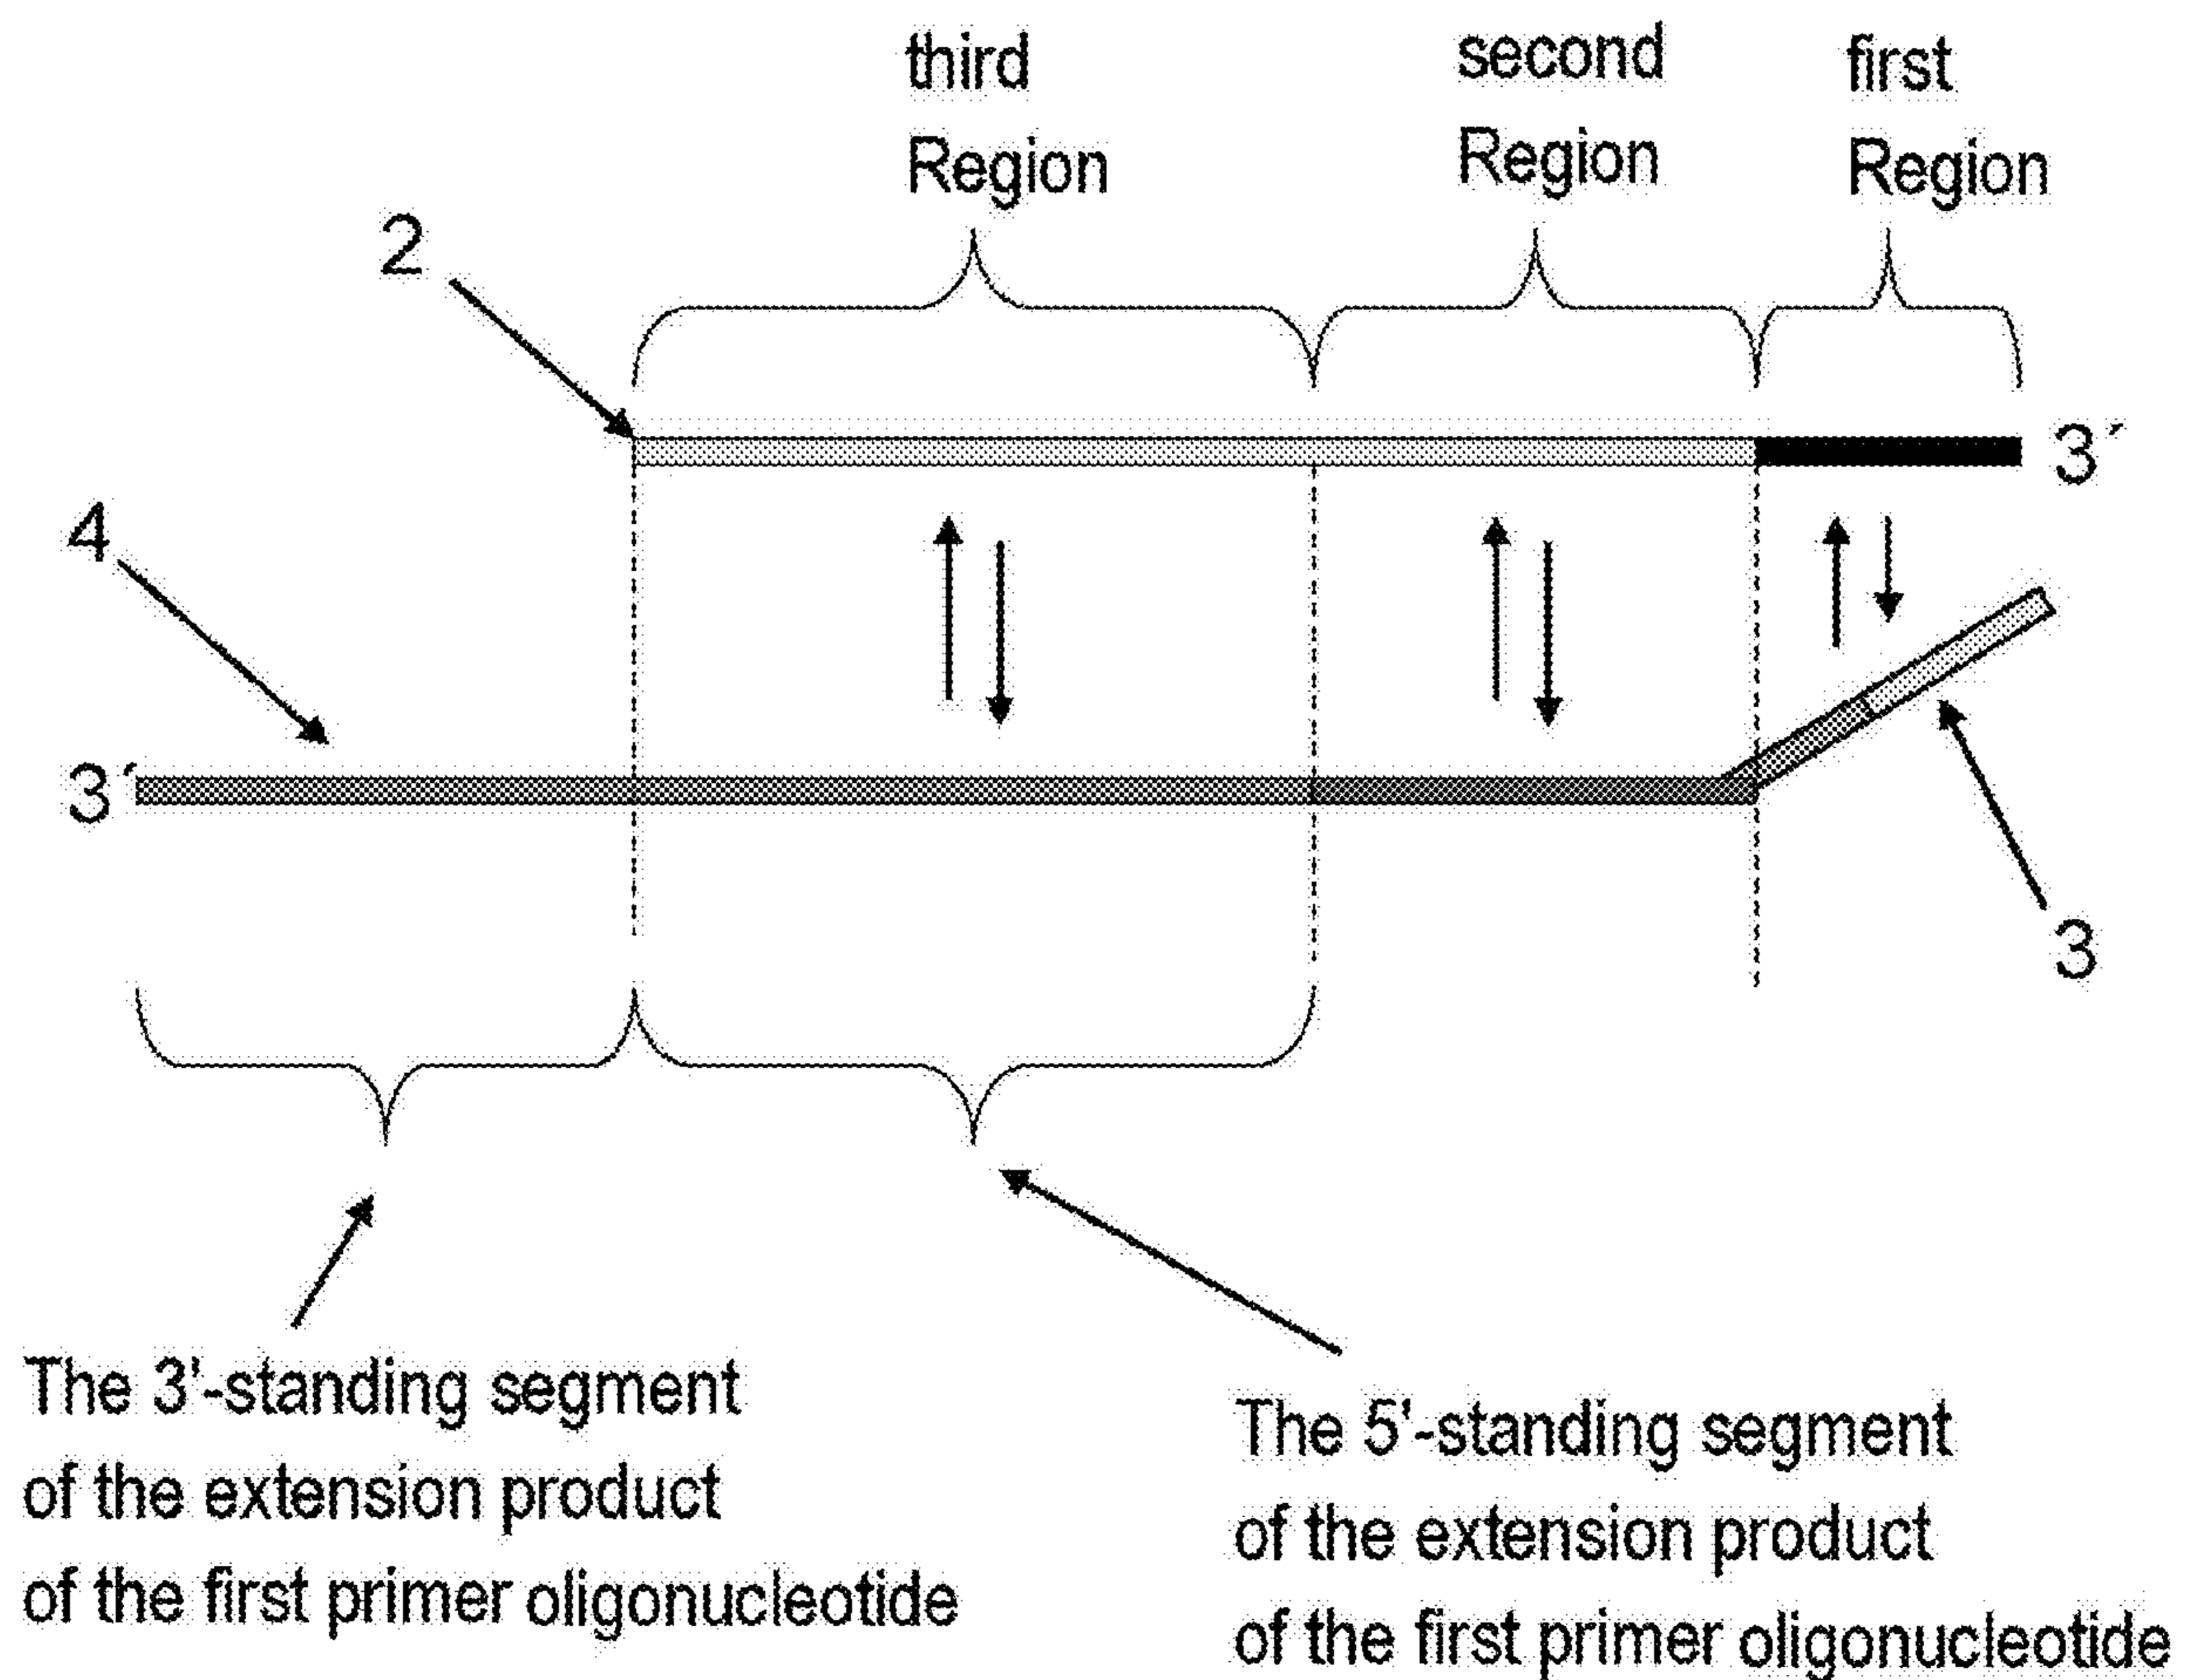 third
Region
second
Region
first
Region
2
3´
4
3´
3
The 3'-standing segment
of the extension product
of the first primer oligonucleotide
The 5'-standing segment
of the extension product
of the first primer oligonucleotide